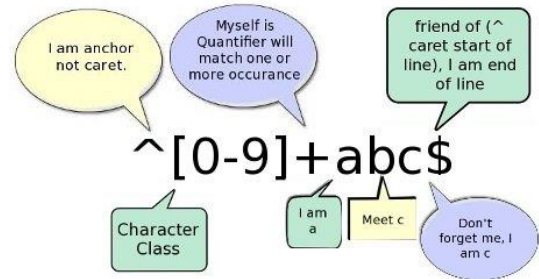 I am anchor
not caret.
Myself is
Quantifier will
match one or
more occurance
friend of (^
caret start of
line), I am end
of line
^[0-9]+abc$
Character
Class
I am
a
Meet c
Don't
forget me, I
am c